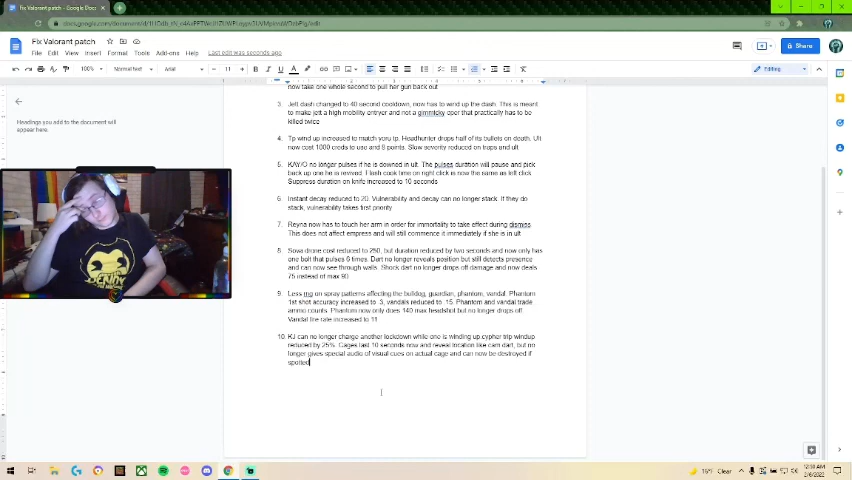 Fix Valorant patch
Fix Valorant patch
File Edit View Insert Format Tools Add-ons Help Last edit was seconds ago
Share
100% Normal text Arial 11 Editing
Headings you add to the document will
appear here.
now take one whole second to pull her gun back out
3. Jett dash changed to 40 second cooldown, now has to wind up the dash. This is meant
to make jett a high mobility entryer and not a gimmicky oper that practically has to be
killed twice
4. Tp wind up increased to match yoru tp. Headhunter drops half of its bullets on death. Ult
now cost 1000 creds to use and 8 points. Slow severity reduced on traps and ult
5. KAY/O no longer pulses if he is downed in ult. The pulses duration will pause and pick
back up one he is revived. Flash cook time on right click is now the same as left click
Suppress duration on knife increased to 10 seconds
6. Instant decay reduced to 20. Vulnerability and decay can no longer stack. If they do
stack, vulnerability takes first priority
7. Reyna now has to touch her arm in order for immortality to take effect during dismiss
This does not affect empress and will still commence it immediately if she is in ult
8. Sova drone cost reduced to 250, but duration reduced by two seconds and now only has
one bolt that pulses 6 times. Dart no longer reveals position but still detects presence
and can now see through walls. Shock dart no longer drops off damage and now deals
75 instead of max 90
9. Less rng on spray patterns affecting the bulldog, guardian, phantom, vandal. Phantom
1st shot accuracy increased to .3, vandals reduced to .15. Phantom and vandal trade
ammo counts. Phantom now only does 140 max headshot but no longer drops off
Vandal fire rate increased to 11
10. KJ can no longer charge another lockdown while one is winding up cypher trip windup
reduced by 25%. Cages last 10 seconds now and reveal location like cam dart, but no
longer gives special audio of visual cues on actual cage and can now be destroyed if
spotted
BENDY
15°F Clear
2/6/2022